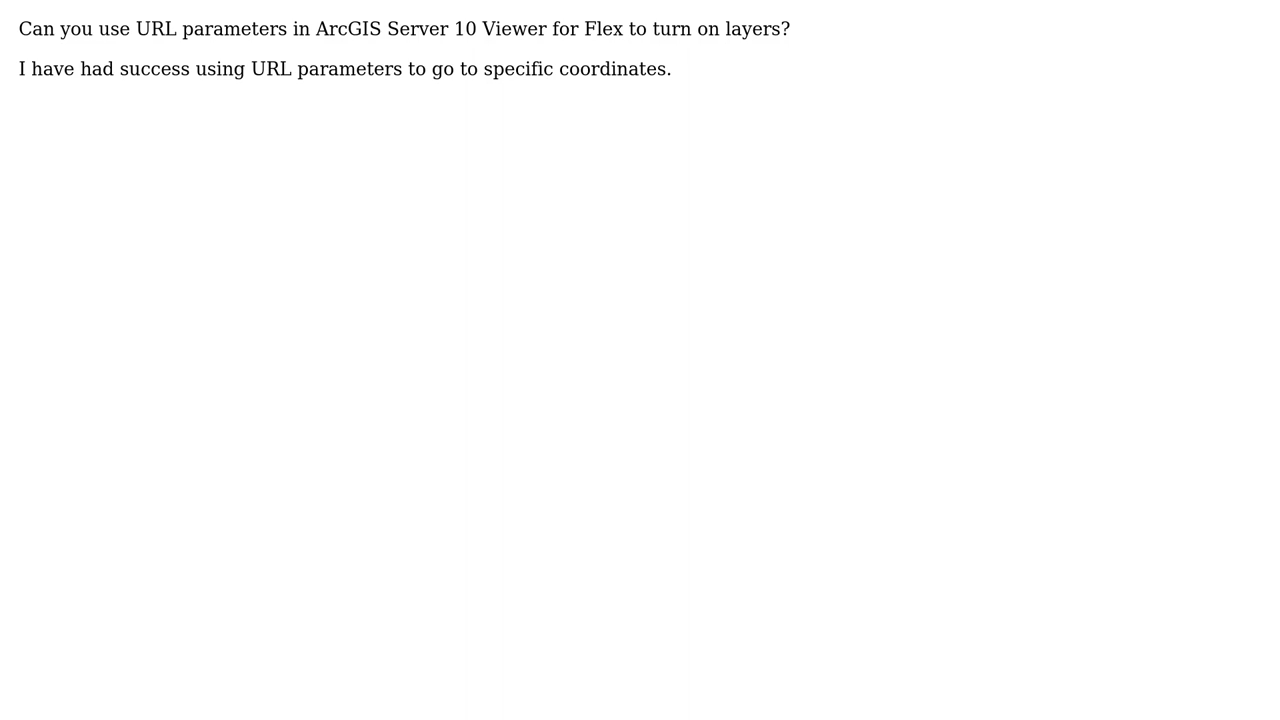 Can you use URL parameters in ArcGIS Server 10 Viewer for Flex to turn on layers?
I have had success using URL parameters to go to specific coordinates.